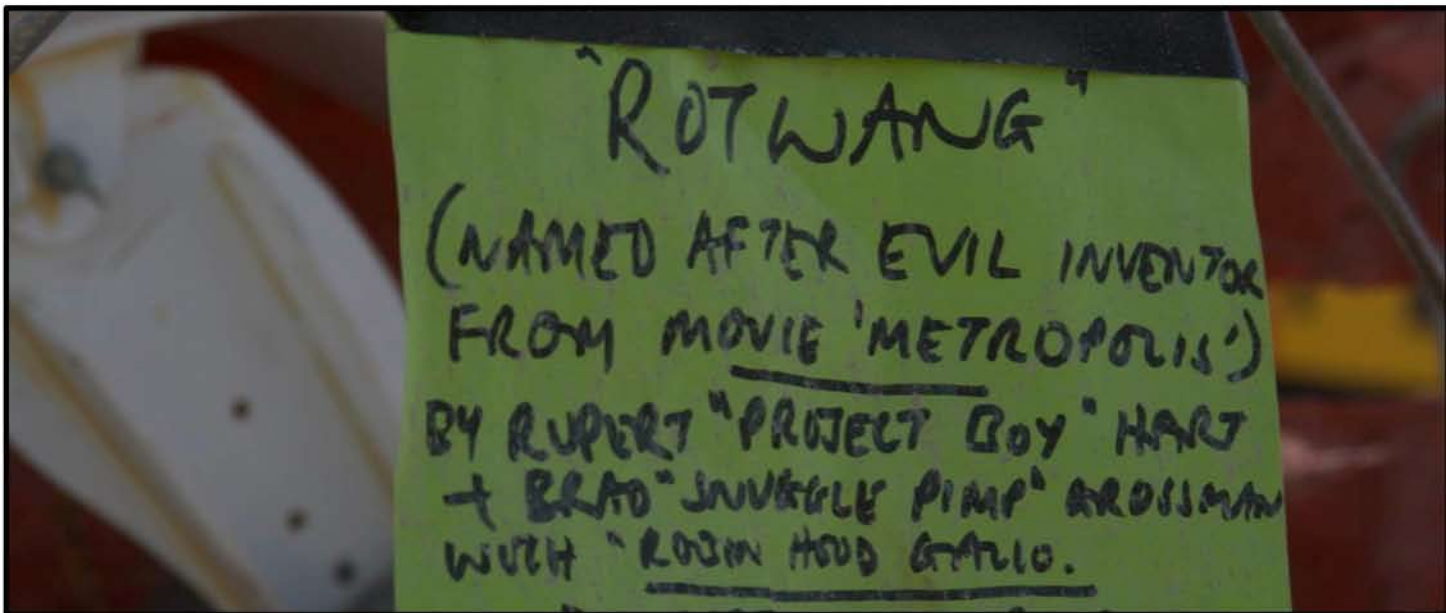 "ROTWANG"
(NAMED AFTER EVIL INVENTOR
FROM MOVIE 'METROPOLIS')
BY RUPERT "PROJECT BOY" HART
+ BRAD "SNUGGLE PIMP" GROSSMAN
WITH "ROBIN HOOD GALLO.